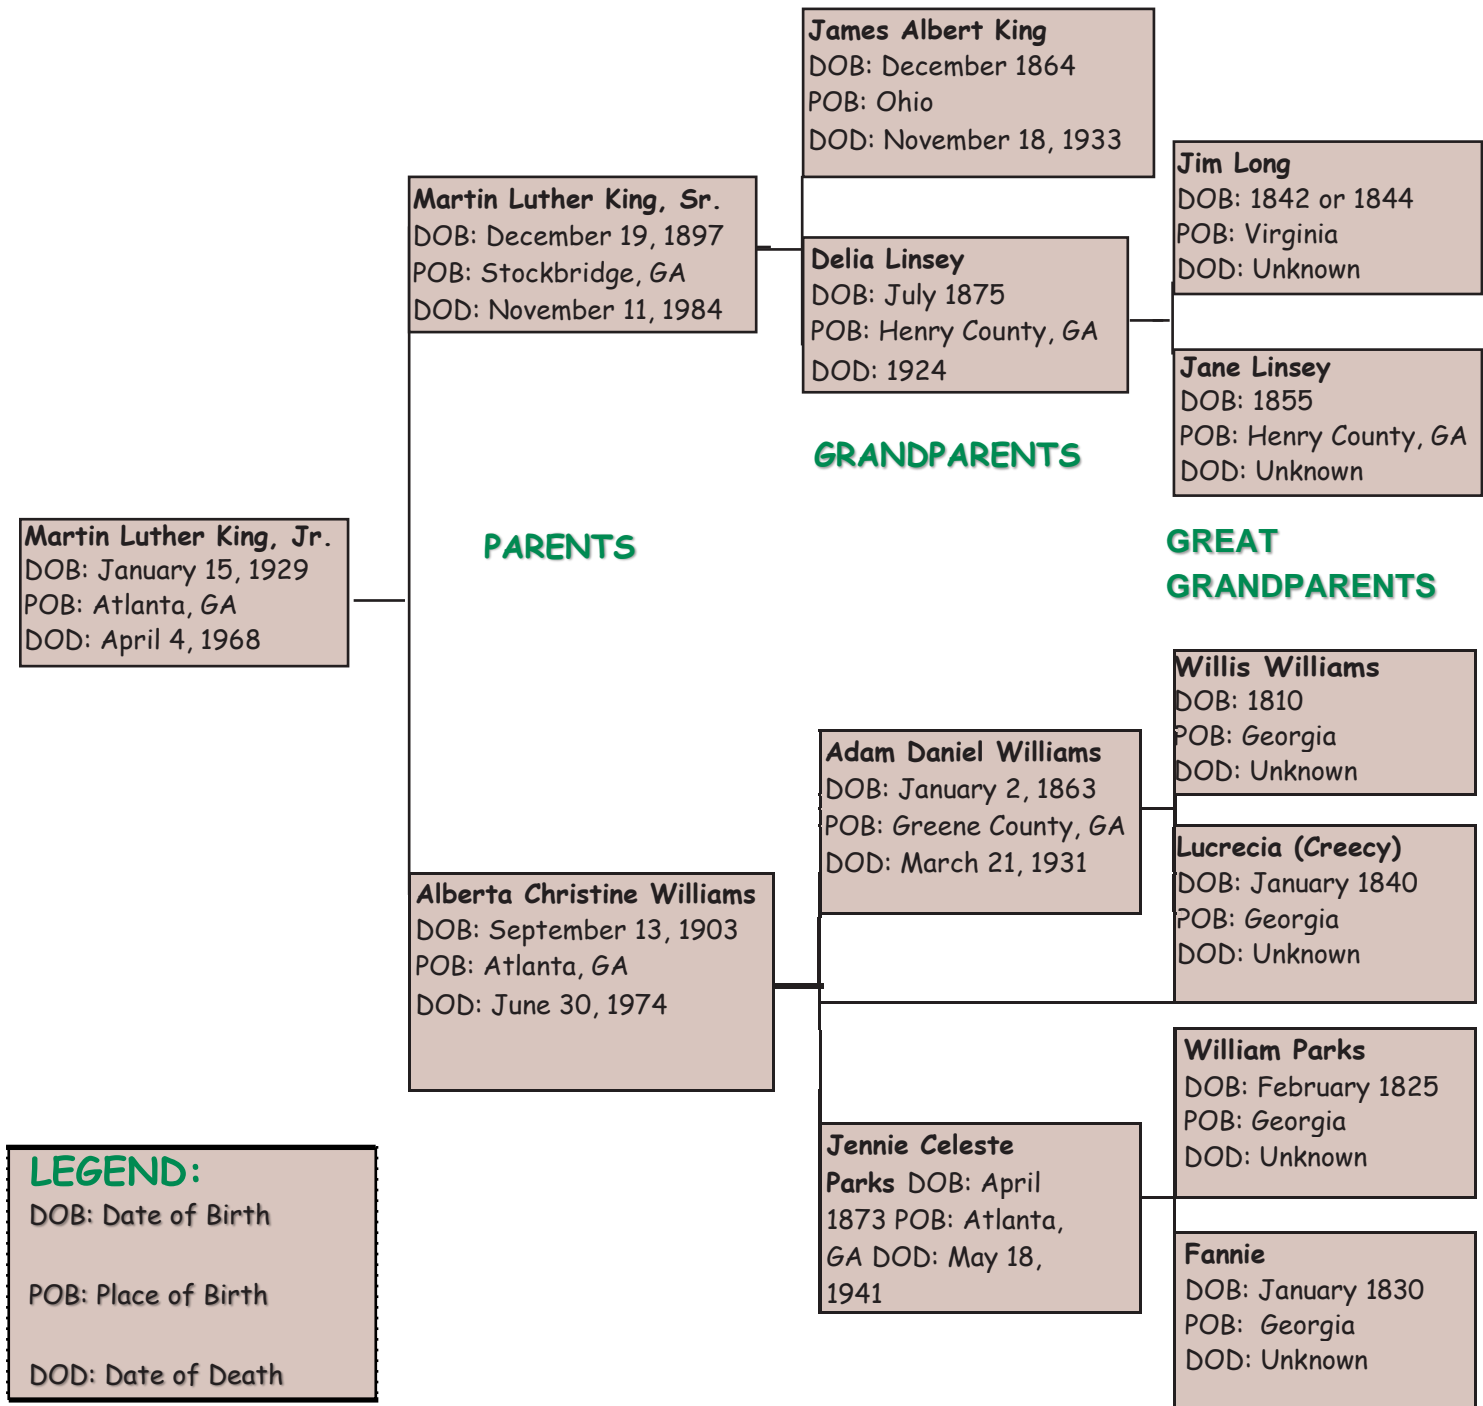 James Albert King
DOB: December 1864
POB: Ohio
DOD: November 18, 1933
Jim Long
DOB: 1842 or 1844
POB: Virginia
DOD: Unknown
Martin Luther King, Sr.
DOB: December 19, 1897
POB: Stockbridge, GA
DOD: November 11, 1984
Delia Linsey
DOB: July 1875
POB: Henry County, GA
DOD: 1924
Jane Linsey
DOB: 1855
POB: Henry County, GA
DOD: Unknown
GRANDPARENTS
Martin Luther King, Jr.
DOB: January 15, 1929
POB: Atlanta, GA
DOD: April 4, 1968
PARENTS
GREAT
GRANDPARENTS
Willis Williams
DOB: 1810
POB: Georgia
DOD: Unknown
Adam Daniel Williams
DOB: January 2, 1863
POB: Greene County, GA
DOD: March 21, 1931
Lucrecia (Creecy)
DOB: January 1840
POB: Georgia
DOD: Unknown
Alberta Christine Williams
DOB: September 13, 1903
POB: Atlanta, GA
DOD: June 30, 1974
William Parks
DOB: February 1825
POB: Georgia
DOD: Unknown
Jennie Celeste
Parks DOB: April
1873 POB: Atlanta,
GA DOD: May 18,
1941
Fannie
DOB: January 1830
POB: Georgia
DOD: Unknown
LEGEND:
DOB: Date of Birth
POB: Place of Birth
DOD: Date of Death